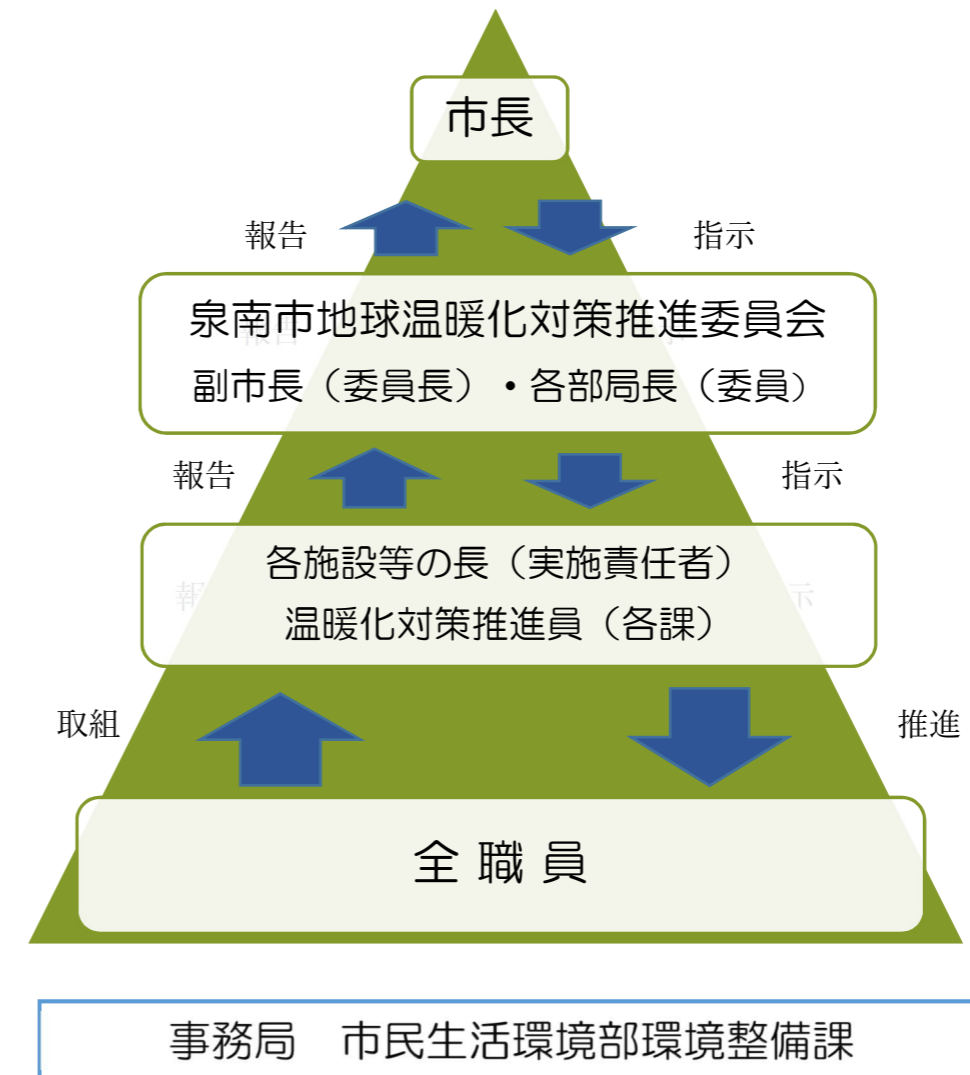 市長
報告 指示
泉南市地球温暖化対策推進委員会
副市長（委員長）・各部局長（委員）
報告 指示
各施設等の長（実施責任者）
温暖化対策推進員（各課）
取組 推進
全職員
事務局　市民生活環境部環境整備課